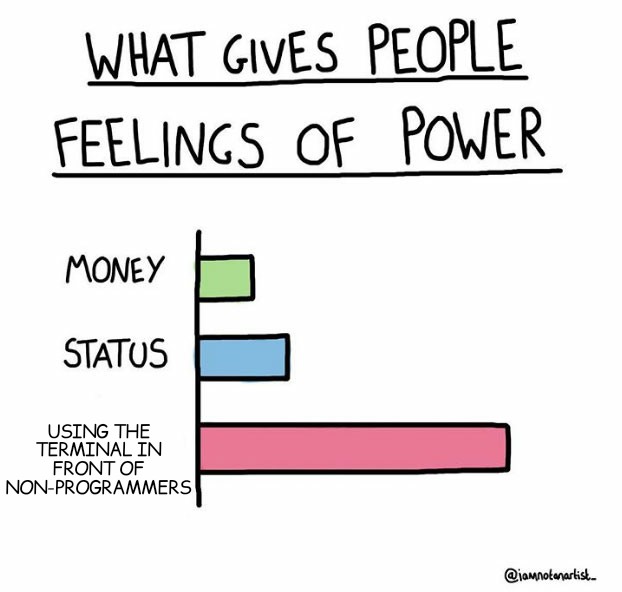 WHAT GIVES PEOPLE
FEELINGS OF POWER
MONEY
STATUS
USING THE
TERMINAL IN
FRONT OF
NON-PROGRAMMERS
@iamnotanartist_